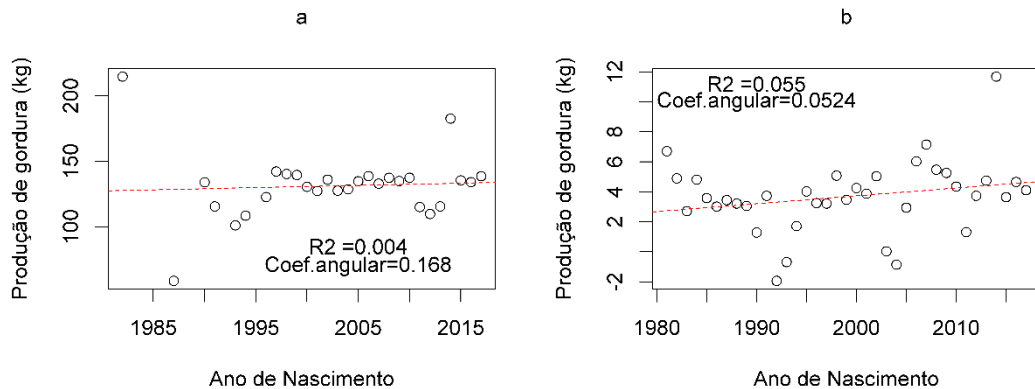 a
Produção de gordura (kg)
200
150
100
R2 =0.004
Coef.angular=0.168
1985
1995
2005
2015
Ano de Nascimento
b
Produção de gordura (kg)
12
8
6
4
2
-2
R2 =0.055
Coef.angular=0.0524
1980
1990
2000
2010
Ano de Nascimento